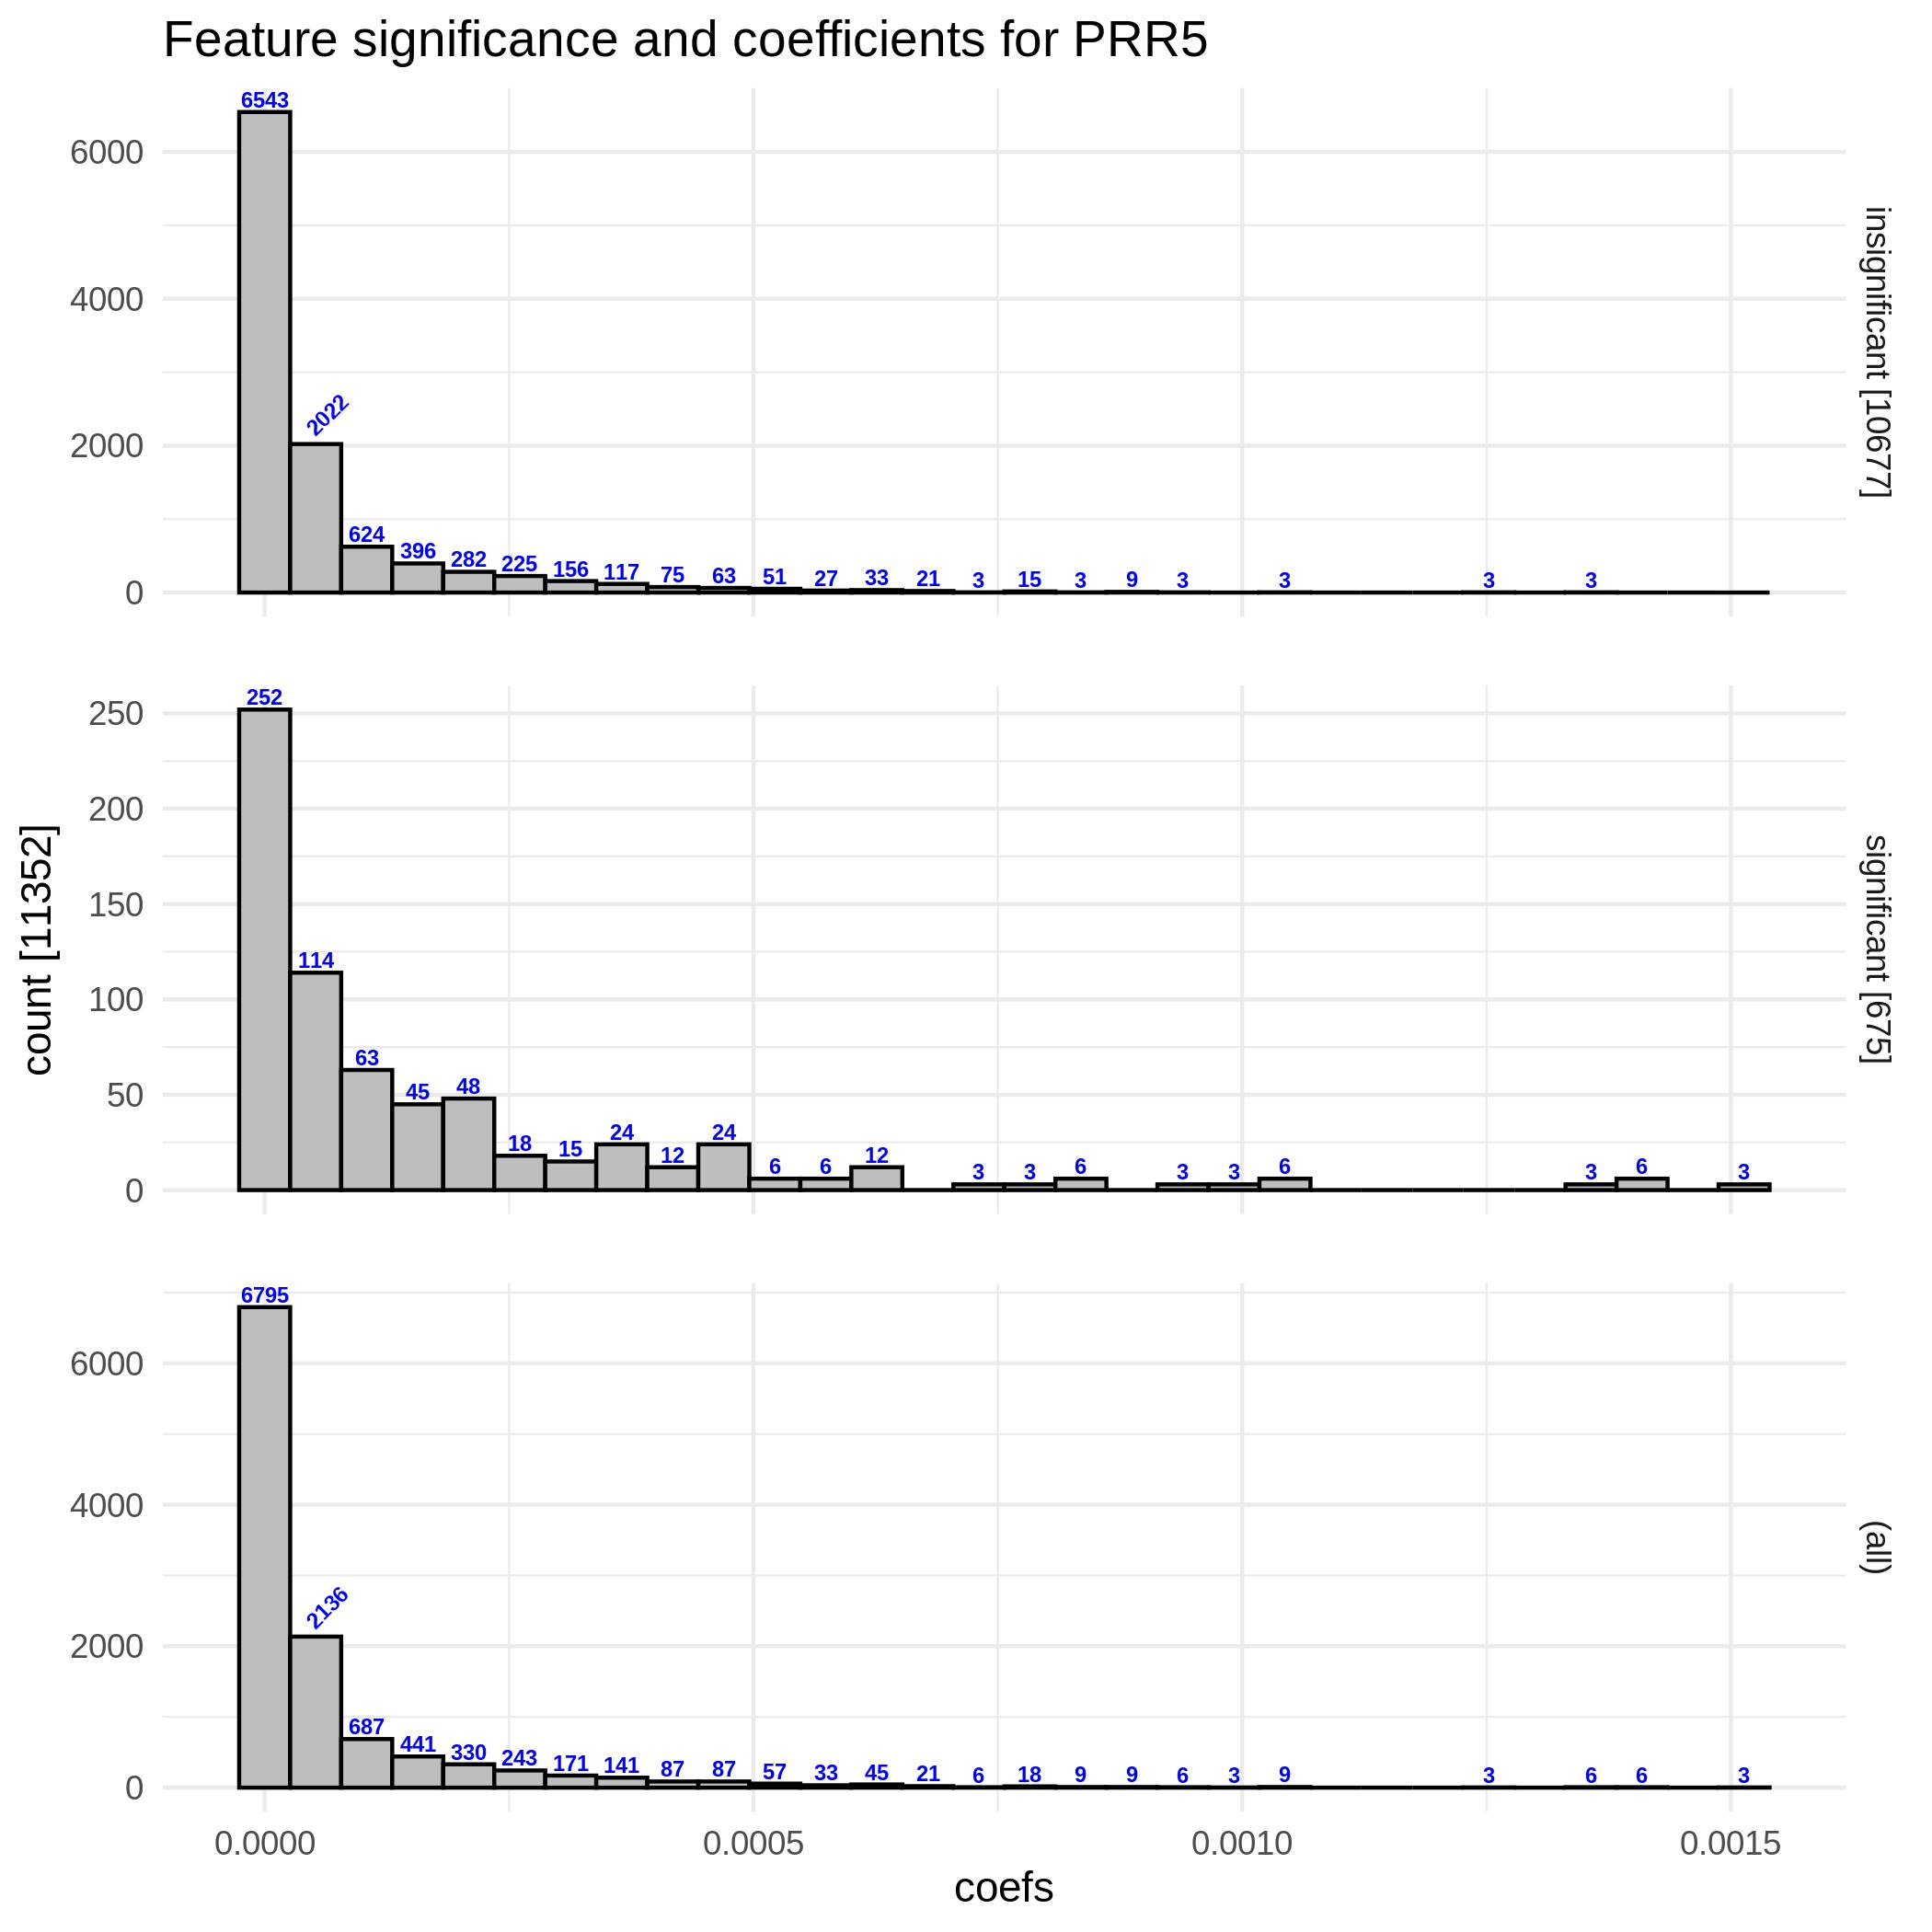 Feature significance and coefficients for PRR5
6543
6000
4000
2022
2000
624
396 282 225 156 117 75 63 51 27 33 21 3 15 3 9 3 3 3 3
0
insignificant [10677]
252
250
200
150
114
100
63
45 48
50
18 15 24 12 24 6 6 12 3 3 6 3 3 6 3 6 3
0
significant [675]
count [11352]
6795
6000
4000
2136
2000
687
441 330 243 171 141 87 87 57 33 45 21 6 18 9 9 6 3 9 3 6 6 3
0
(all)
0.0000 0.0005 0.0010 0.0015
coefs